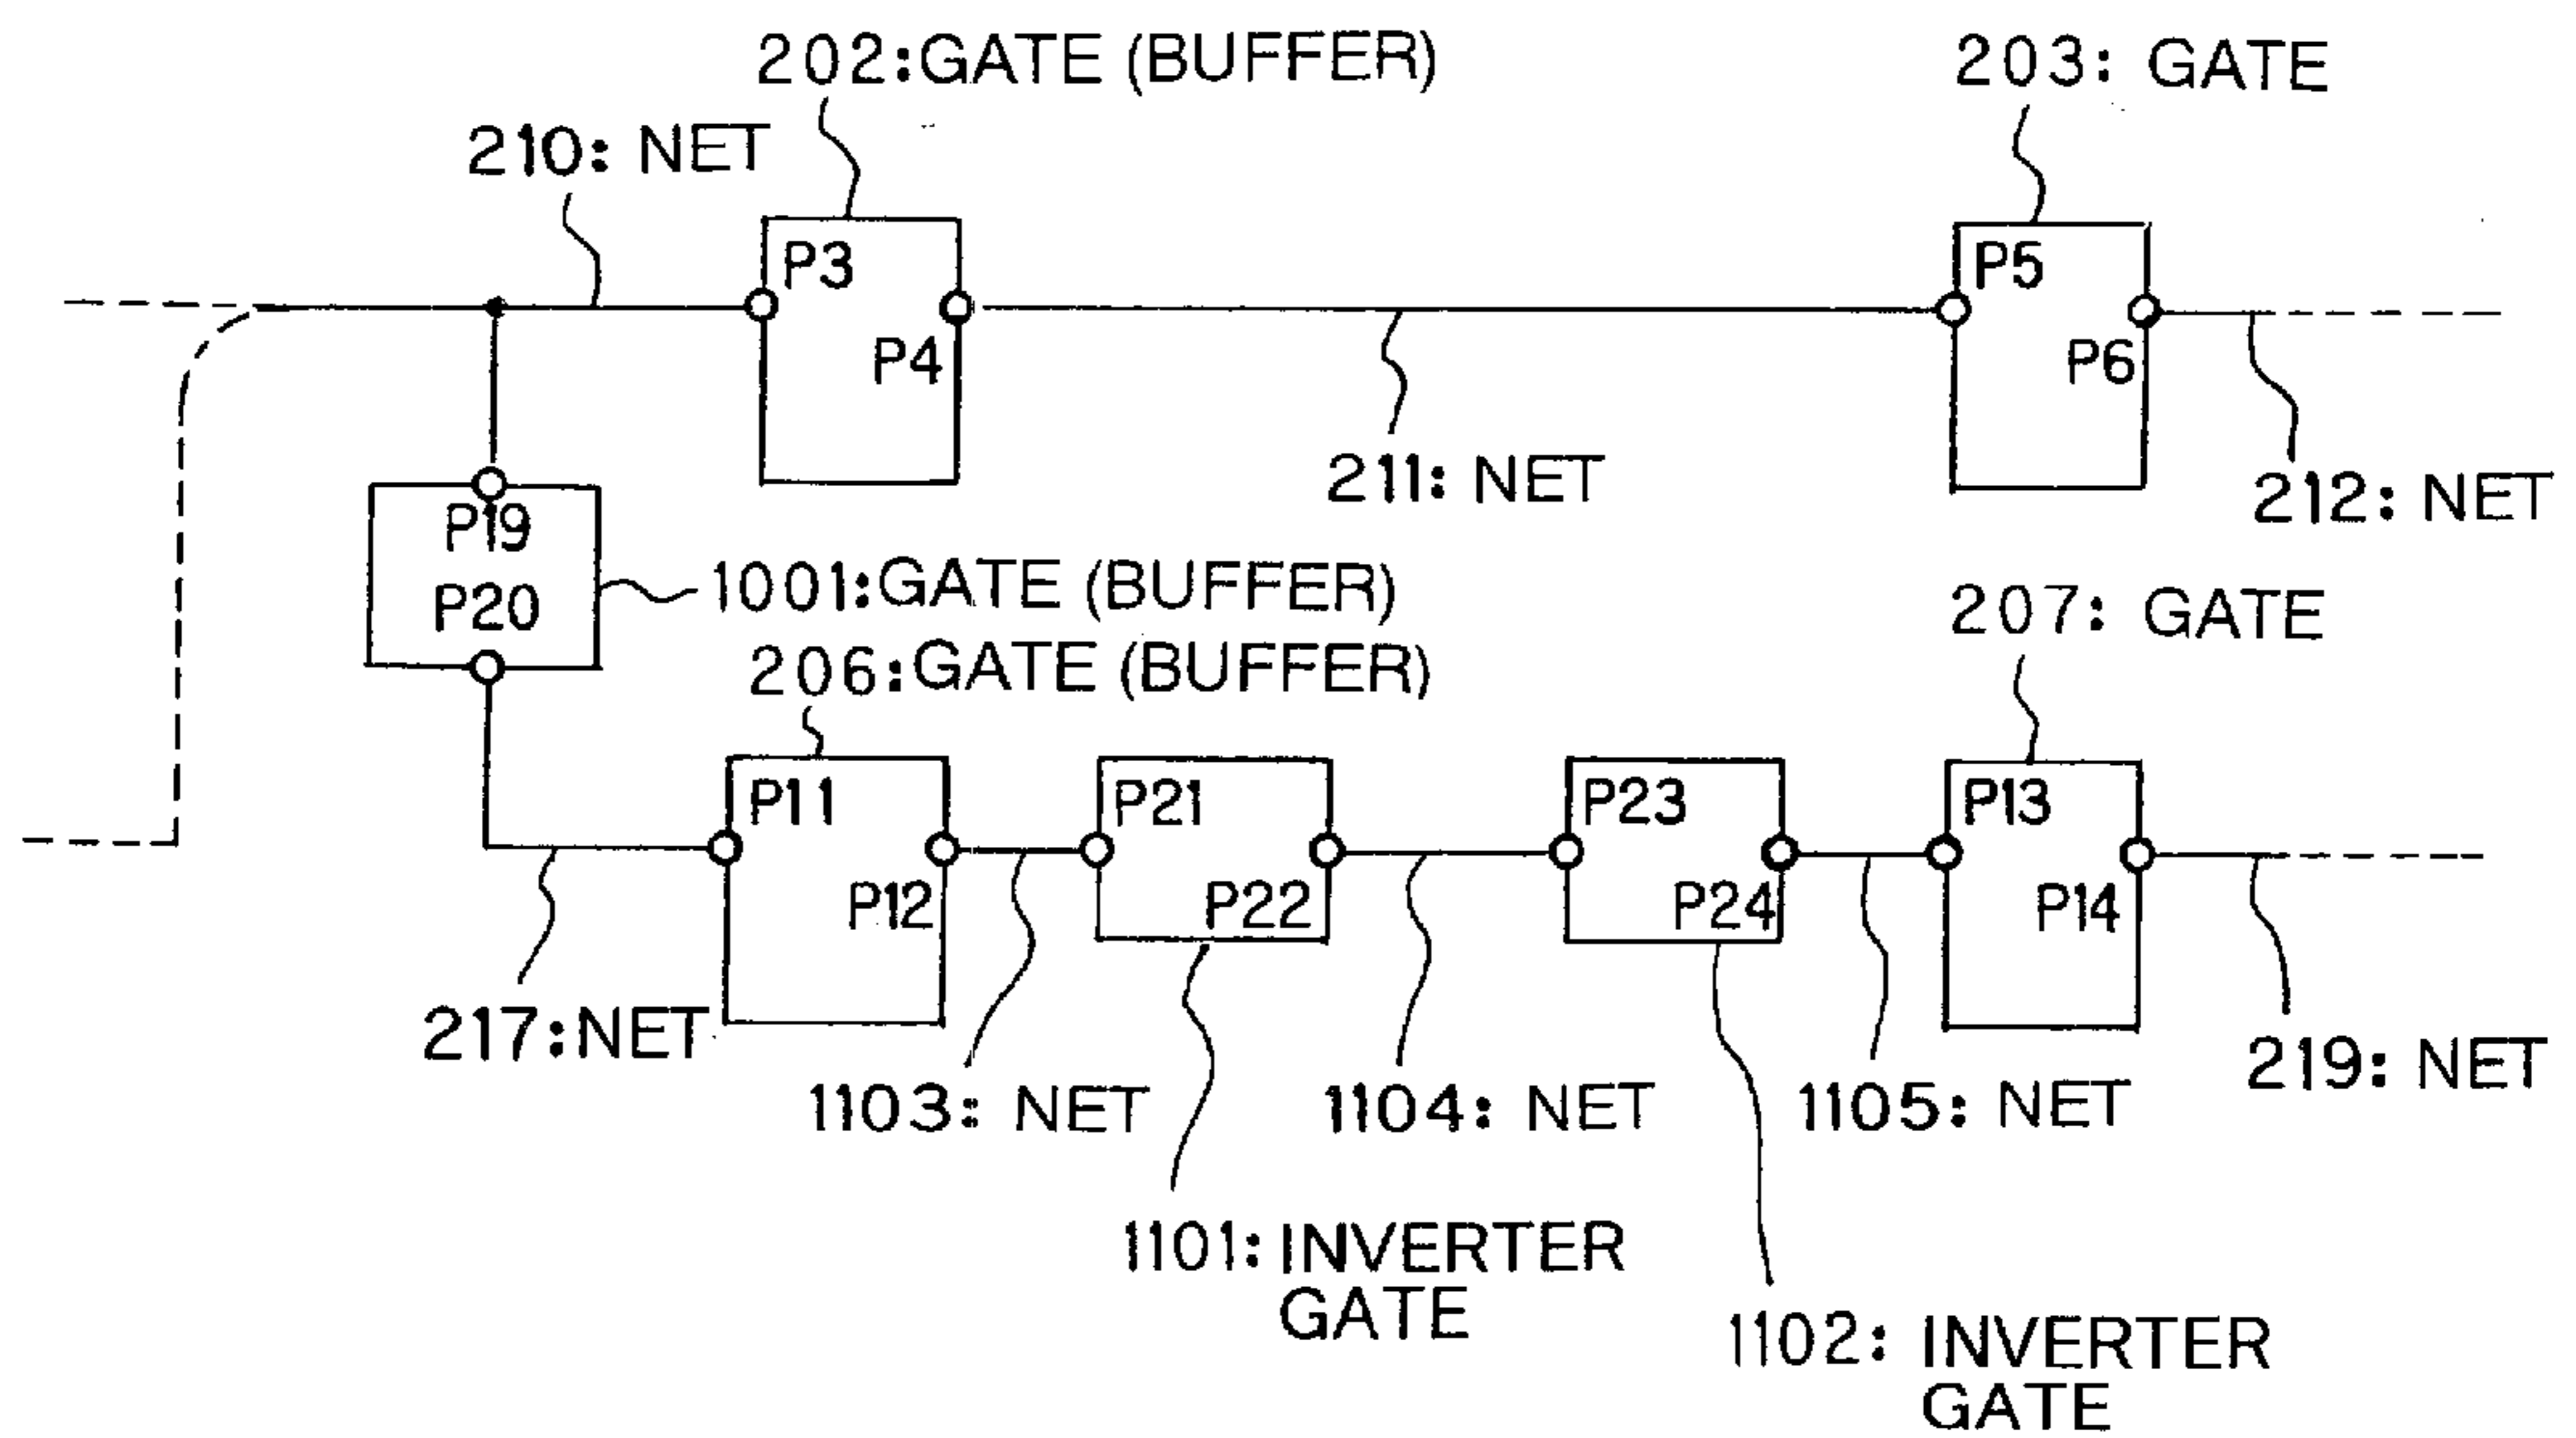 202:GATE (BUFFER)
203: GATE
210: NET
P3
P5
P4
P6
211: NET
212: NET
P19
1001:GATE (BUFFER)
P20
207: GATE
206:GATE (BUFFER)
P11
P21
P23
P13
P12
P22
P24
P14
217:NET
219: NET
1103: NET
1104: NET
1105: NET
1101: INVERTER
GATE
1102: INVERTER
GATE